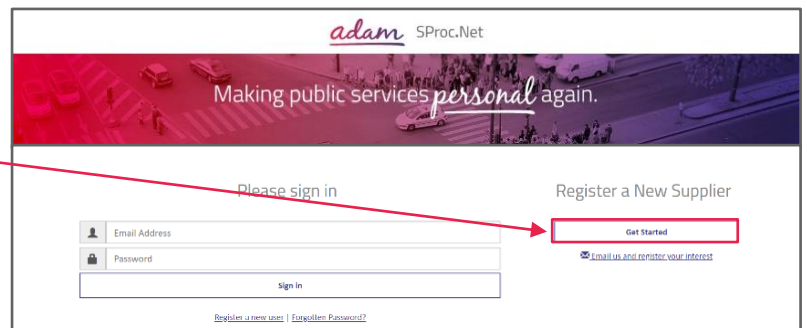 adam SProc.Net
Making public services personal again.
Please sign in
Register a New Supplier
Email Address
Get Started
Password
Email us and register your interest
Sign in
Register a new user | Forgotten Password?